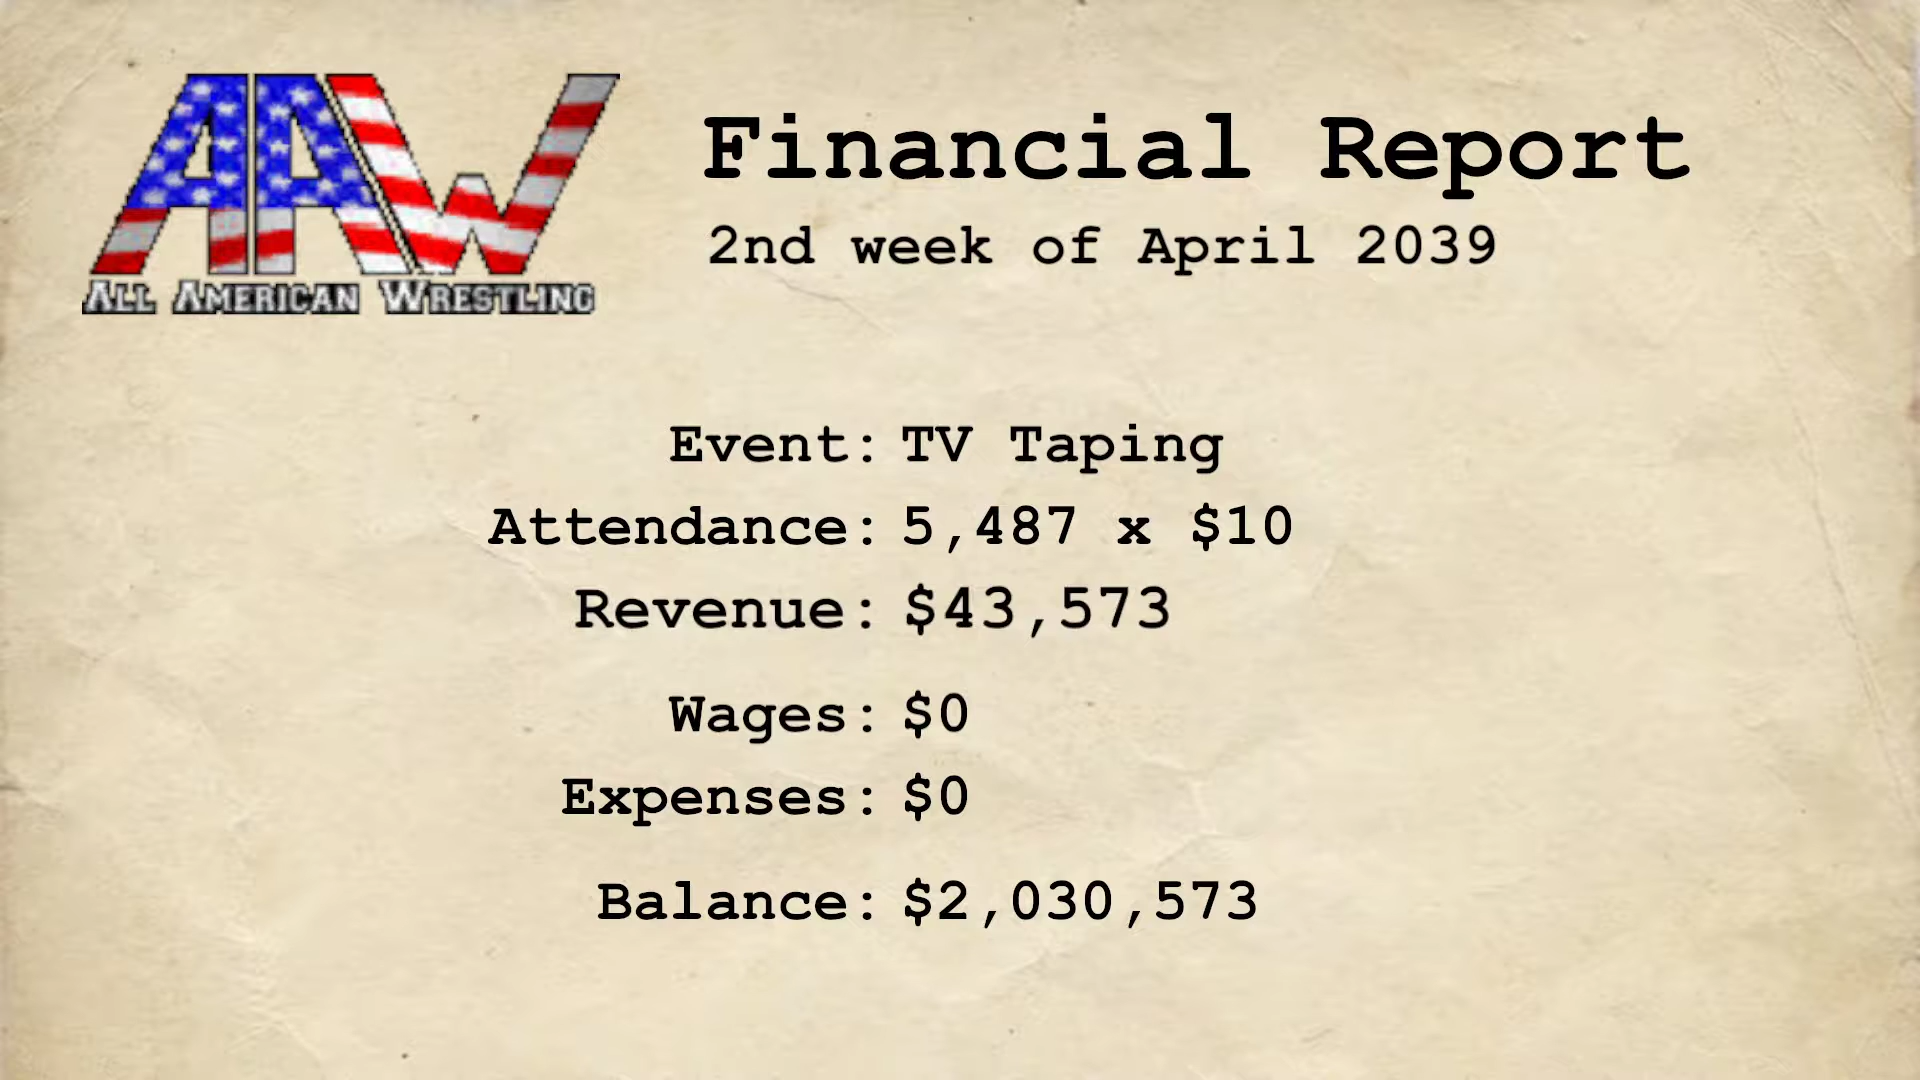 AAW
All American Wrestling
Financial Report
2nd week of April 2039
Event: TV Taping
Attendance: 5,487 x $10
Revenue: $43,573
Wages: $0
Expenses: $0
Balance: $2,030,573